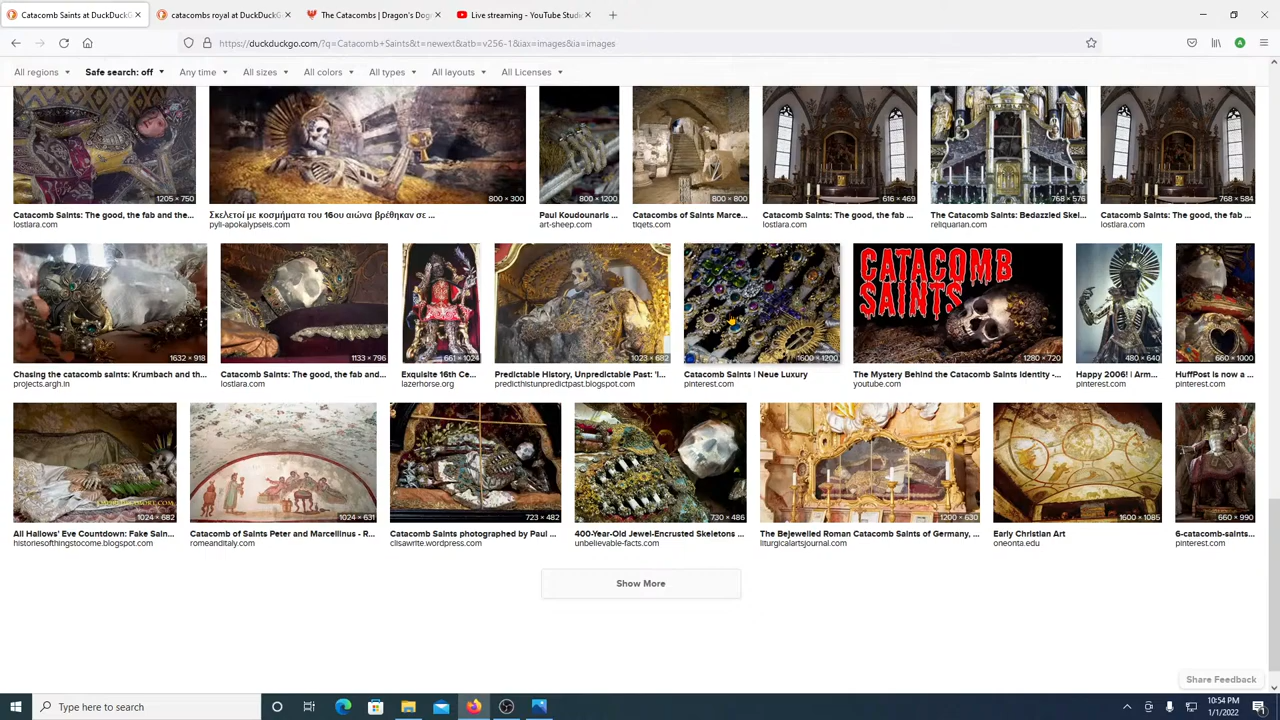 Catacomb Saints at DuckDuckG
catacombs royal at DuckDuckGo
The Catacombs | Dragon's Dogm
Live streaming - YouTube Studio
https://duckduckgo.com/?q=Catacomb+Saints&t=newext&atb=v256-1&iax=images&ia=images
All regions
Safe search: off
Any time
All sizes
All colors
All types
All layouts
All Licenses
1205 × 750
800 × 300
800 × 1200
800 × 800
616 × 469
768 × 576
768 × 584
Catacomb Saints: The good, the fab and the...
Σκελετοί με κοσμήματα του 16ου αιώνα βρέθηκαν σε ...
Paul Koudounaris ...
Catacombs of Saints Marce...
Catacomb Saints: The good, the fab ...
The Catacomb Saints: Bedazzled Skel...
Catacomb Saints: The good, the fab ...
lostlara.com
pyli-apokalypseis.com
art-sheep.com
tiqets.com
lostlara.com
reliquarian.com
lostlara.com
CATACOMB
SAINTS
1632 × 918
1133 × 796
661 × 1024
1023 × 682
1600 × 1200
1280 × 720
480 × 640
660 × 1000
Chasing the catacomb saints: Krumbach and th...
Catacomb Saints: The good, the fab and...
Exquisite 16th Ce...
Predictable History, Unpredictable Past: 'I...
Catacomb Saints | Neue Luxury
The Mystery Behind the Catacomb Saints Identity -...
Happy 2006! | Arm...
HuffPost is now a ...
projects.argh.in
lostlara.com
lazerhorse.org
predicthistunpredictpast.blogspot.com
pinterest.com
youtube.com
pinterest.com
pinterest.com
1024 × 682
1024 × 631
723 × 482
730 × 486
1200 × 630
1600 × 1085
660 × 990
All Hallows' Eve Countdown: Fake Sain...
Catacomb of Saints Peter and Marcellinus - R...
Catacomb Saints photographed by Paul ...
400-Year-Old Jewel-Encrusted Skeletons ...
The Bejewelled Roman Catacomb Saints of Germany, ...
Early Christian Art
6-catacomb-saints...
historiesofthingstocome.blogspot.com
romeanditaly.com
clisawrite.wordpress.com
unbelievable-facts.com
liturgicalartsjournal.com
oneonta.edu
pinterest.com
Show More
Share Feedback
Type here to search
10:54 PM
1/1/2022